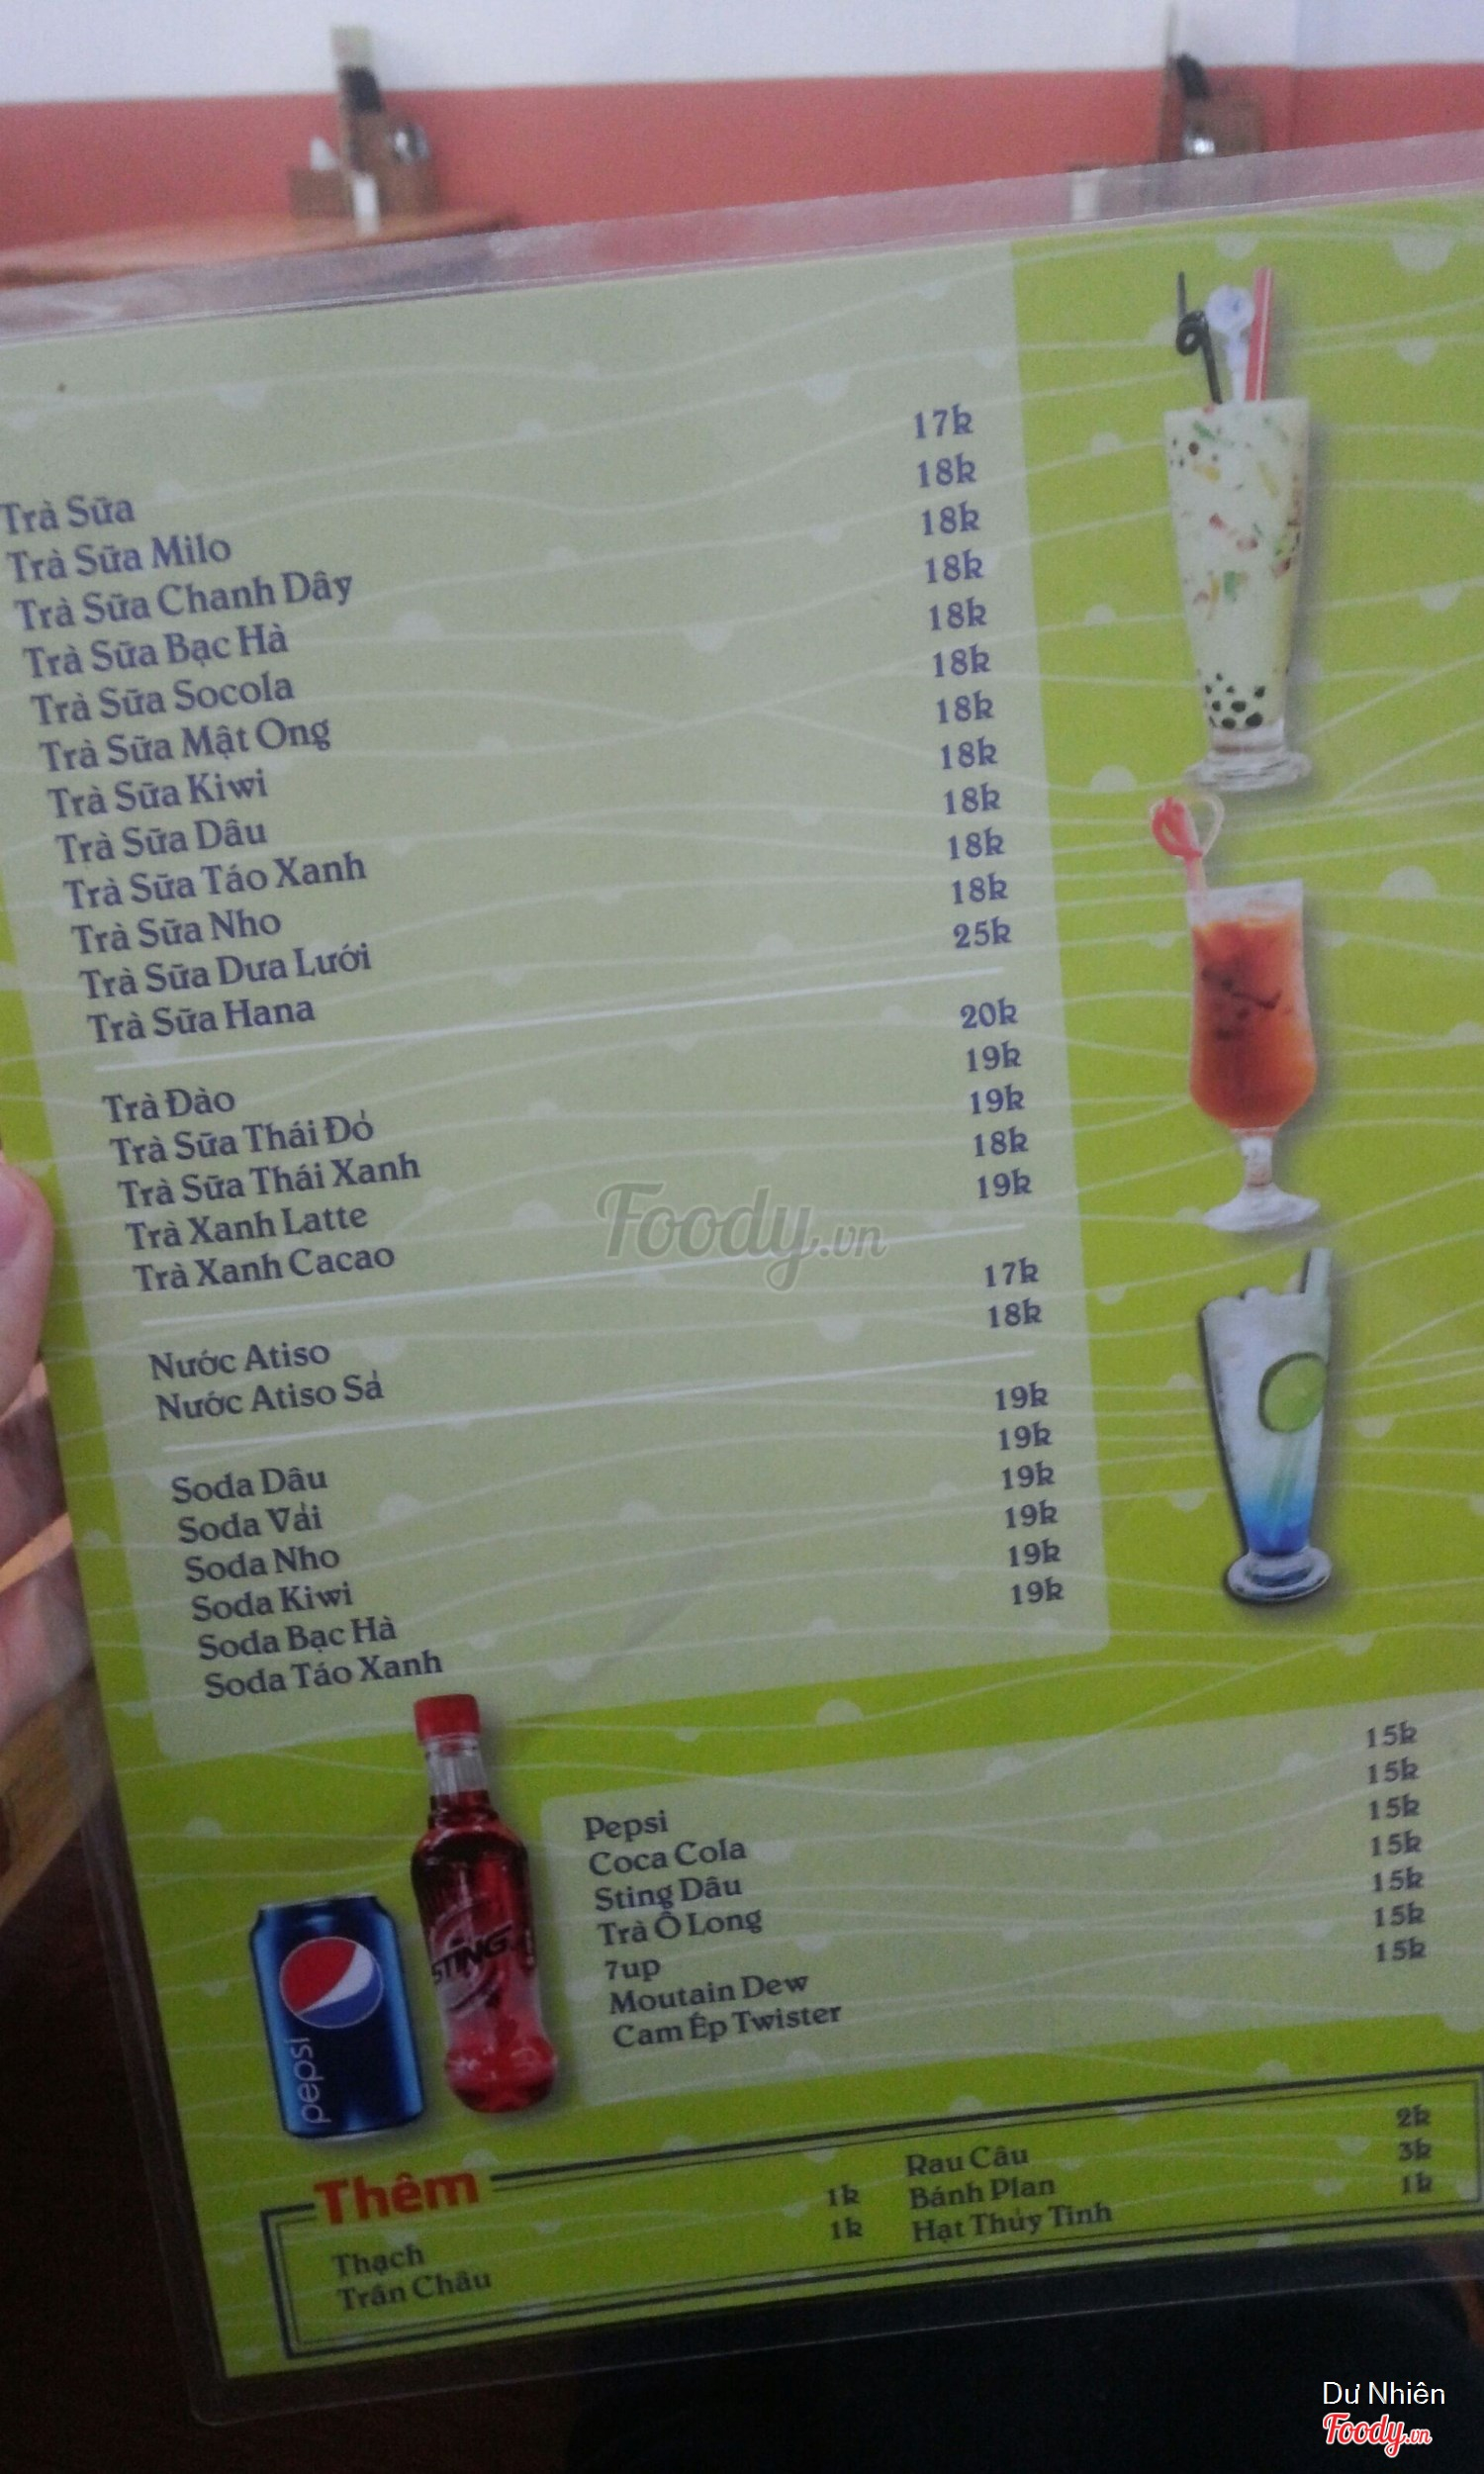 Trà Sữa 17k
Trà Sữa Milo 18k
Trà Sữa Chanh Dây 18k
Trà Sữa Bạc Hà 18k
Trà Sữa Socola 18k
Trà Sữa Mật Ong 18k
Trà Sữa Kiwi 18k
Trà Sữa Dâu 18k
Trà Sữa Táo Xanh 18k
Trà Sữa Nho 18k
Trà Sữa Dưa Lưới 18k
Trà Sữa Hana 25k
Trà Đào 20k
Trà Sữa Thái Đỏ 19k
Trà Sữa Thái Xanh 19k
Trà Xanh Latte 18k
Trà Xanh Cacao 19k
Foody.vn
Nước Atiso 17k
Nước Atiso Sả 18k
Soda Dâu 19k
Soda Vải 19k
Soda Nho 19k
Soda Kiwi 19k
Soda Bạc Hà 19k
Soda Táo Xanh 19k
pepsi
STING
Pepsi 15k
Coca Cola 15k
Sting Dâu 15k
Trà Ô Long 15k
7up 15k
Moutain Dew 15k
Cam Ép Twister 15k
Thêm
Thạch 1k
Trân Châu 1k
Rau Câu 2k
Bánh Plan 3k
Hạt Thủy Tinh 1k
Dư Nhiên
Foody.vn